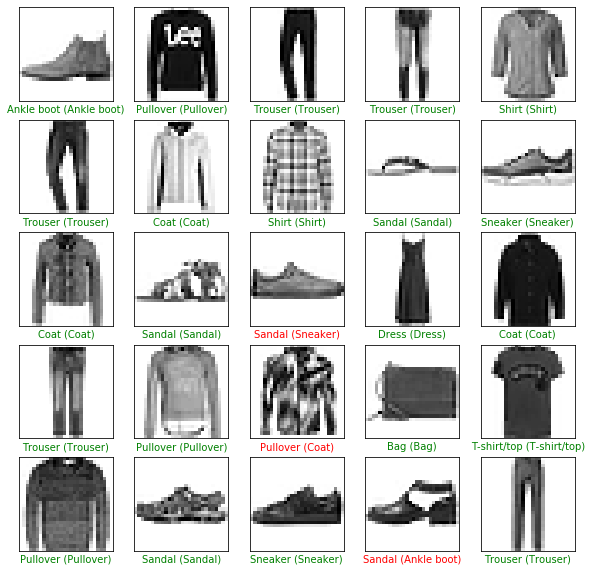 Lee
Ankle boot (Ankle boot) Pullover (Pullover) Trouser (Trouser) Trouser (Trouser) Shirt (Shirt)
Trouser (Trouser) Coat (Coat) Shirt (Shirt) Sandal (Sandal) Sneaker (Sneaker)
Coat (Coat) Sandal (Sandal) Sandal (Sneaker) Dress (Dress) Coat (Coat)
Trouser (Trouser) Pullover (Pullover) Pullover (Coat) Bag (Bag) T-shirt/top (T-shirt/top)
Pullover (Pullover) Sandal (Sandal) Sneaker (Sneaker) Sandal (Ankle boot) Trouser (Trouser)